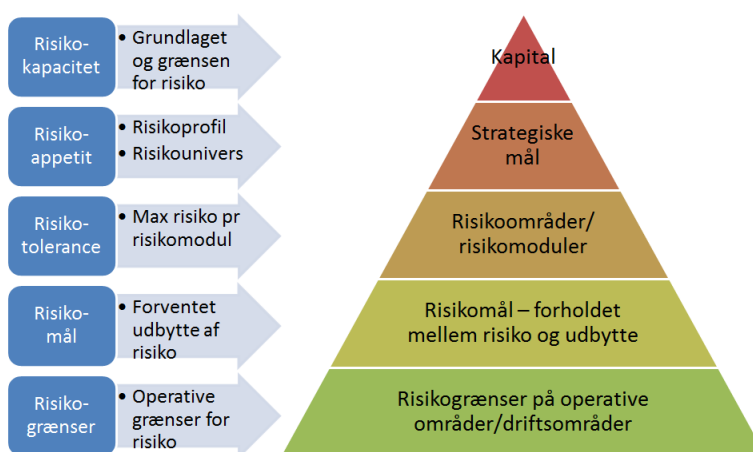 Risiko-
kapacitet
• Grundlaget
og grænsen
for risiko
Kapital
Risiko-
appetit
• Risikoprofil
• Risikounivers
Strategiske
mål
Risiko-
tolerance
• Max risiko pr
risikomodul
Risikoområder/
risikomoduler
Risiko-
mål
• Forventet
udbytte af
risiko
Risikomål – forholdet
mellem risiko og udbytte
Risiko-
grænser
• Operative
grænser for
risiko
Risikogrænser på operative
områder/driftsområder